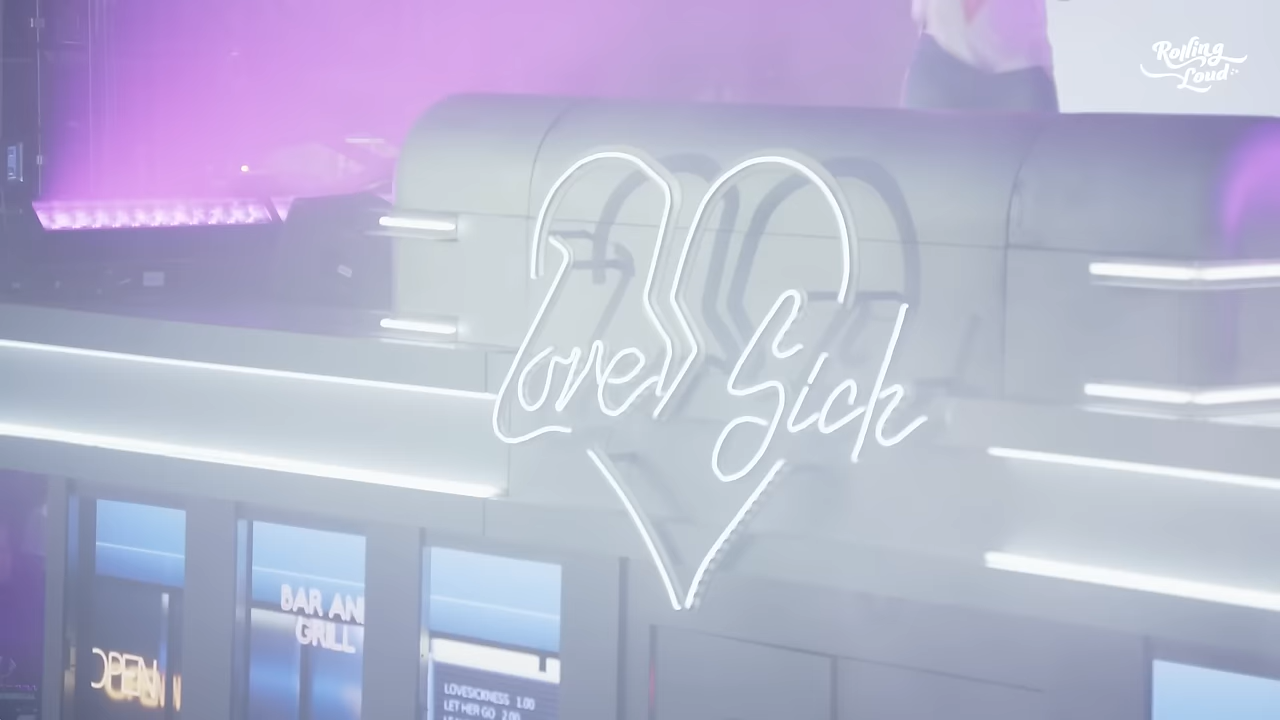 Rolling
Loud
Love Sick
BAR AN
GRILL
OPEN
LOVESICKNESS 1.00
LET HER GO 2.00